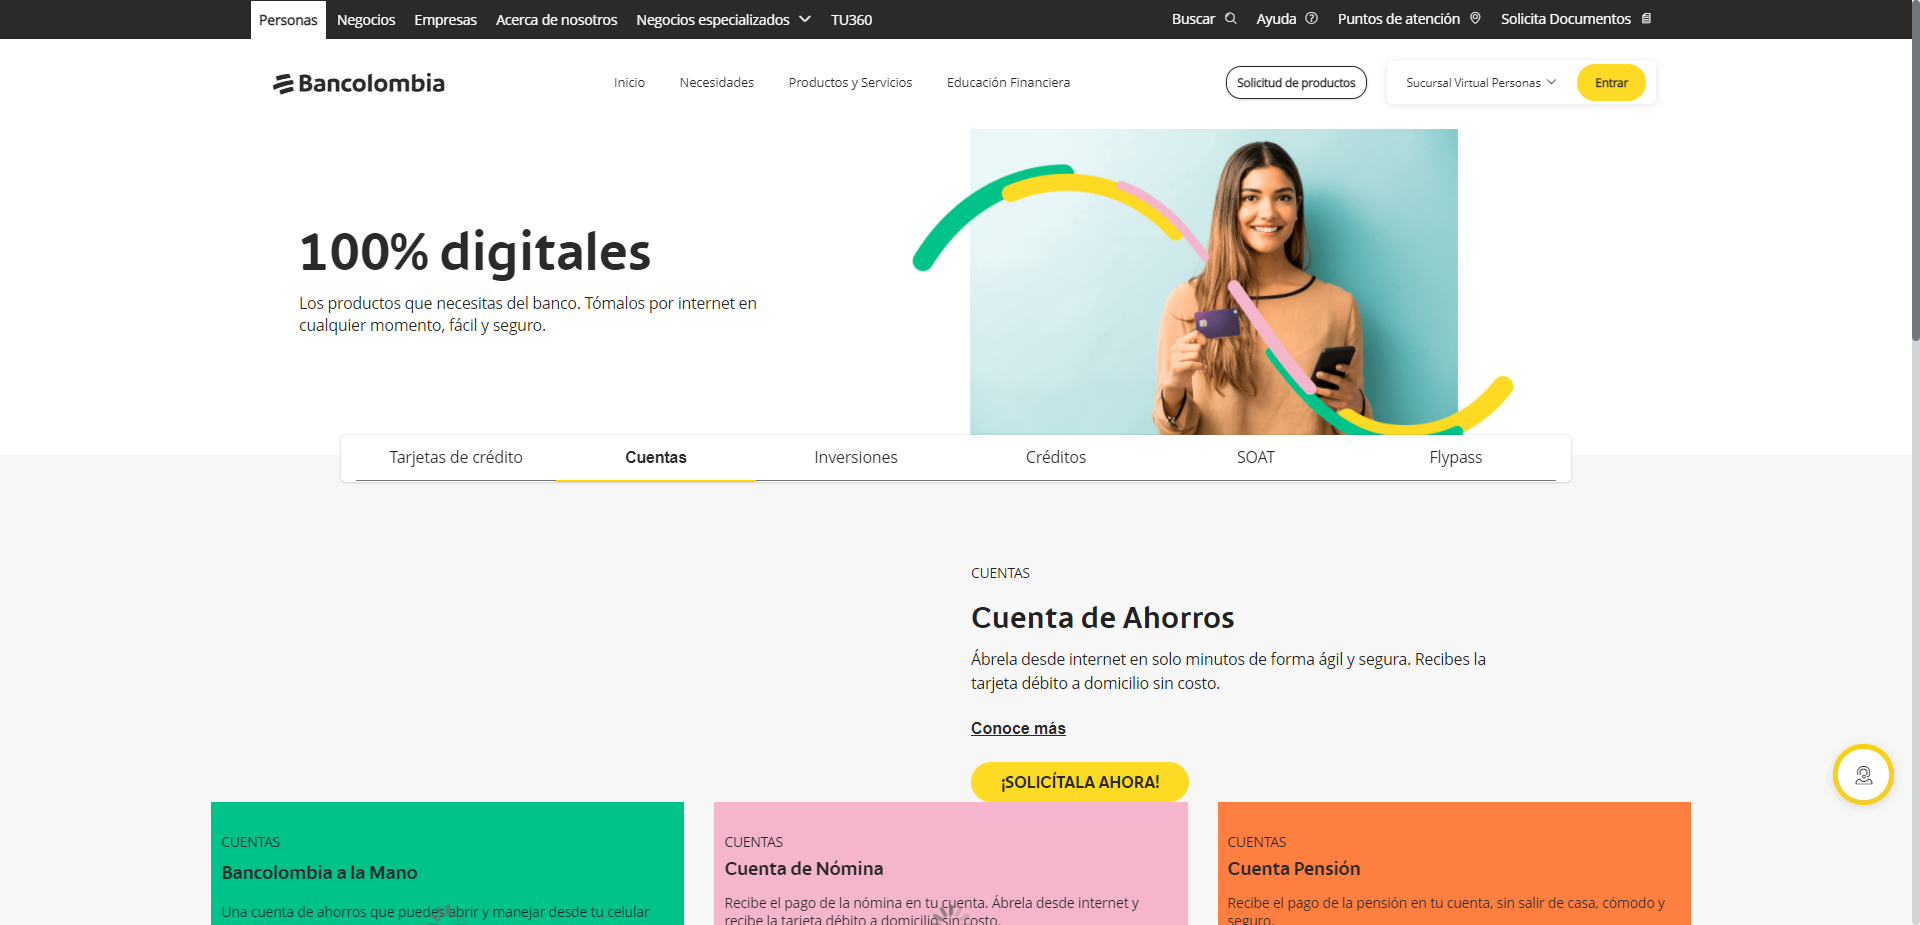 Personas Negocios Empresas Acerca de nosotros Negocios especializados TU360 Buscar Ayuda Puntos de atención Solicita Documentos
Bancolombia Inicio Necesidades Productos y Servicios Educación Financiera Solicitud de productos Sucursal Virtual Personas Entrar
100% digitales
Los productos que necesitas del banco. Tómalos por internet en
cualquier momento, fácil y seguro.
Tarjetas de crédito Cuentas Inversiones Créditos SOAT Flypass
CUENTAS
Cuenta de Ahorros
Ábrela desde internet en solo minutos de forma ágil y segura. Recibes la
tarjeta débito a domicilio sin costo.
Conoce más
¡SOLICÍTALA AHORA!
CUENTAS
Bancolombia a la Mano
Una cuenta de ahorros que puedes abrir y manejar desde tu celular
CUENTAS
Cuenta de Nómina
Recibe el pago de la nómina en tu cuenta. Ábrela desde internet y
recibe la tarjeta débito a domicilio sin costo.
CUENTAS
Cuenta Pensión
Recibe el pago de la pensión en tu cuenta, sin salir de casa, cómodo y
seguro.